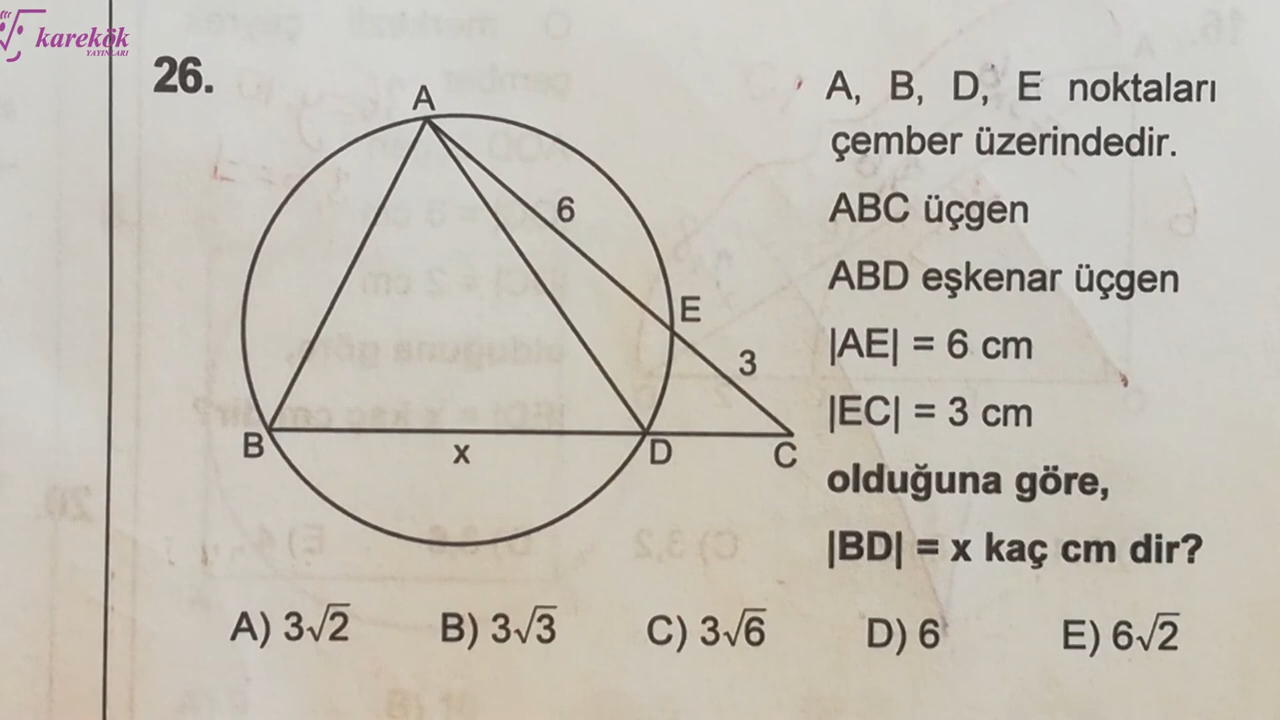 karekök
YAYINLARI
26.
A, B, D, E noktaları
çember üzerindedir.
ABC üçgen
ABD eşkenar üçgen
|AE| = 6 cm
|EC| = 3 cm
olduğuna göre,
|BD| = x kaç cm dir?
A
6
E
3
B
x
D
C
A) 3√2 B) 3√3 C) 3√6 D) 6 E) 6√2